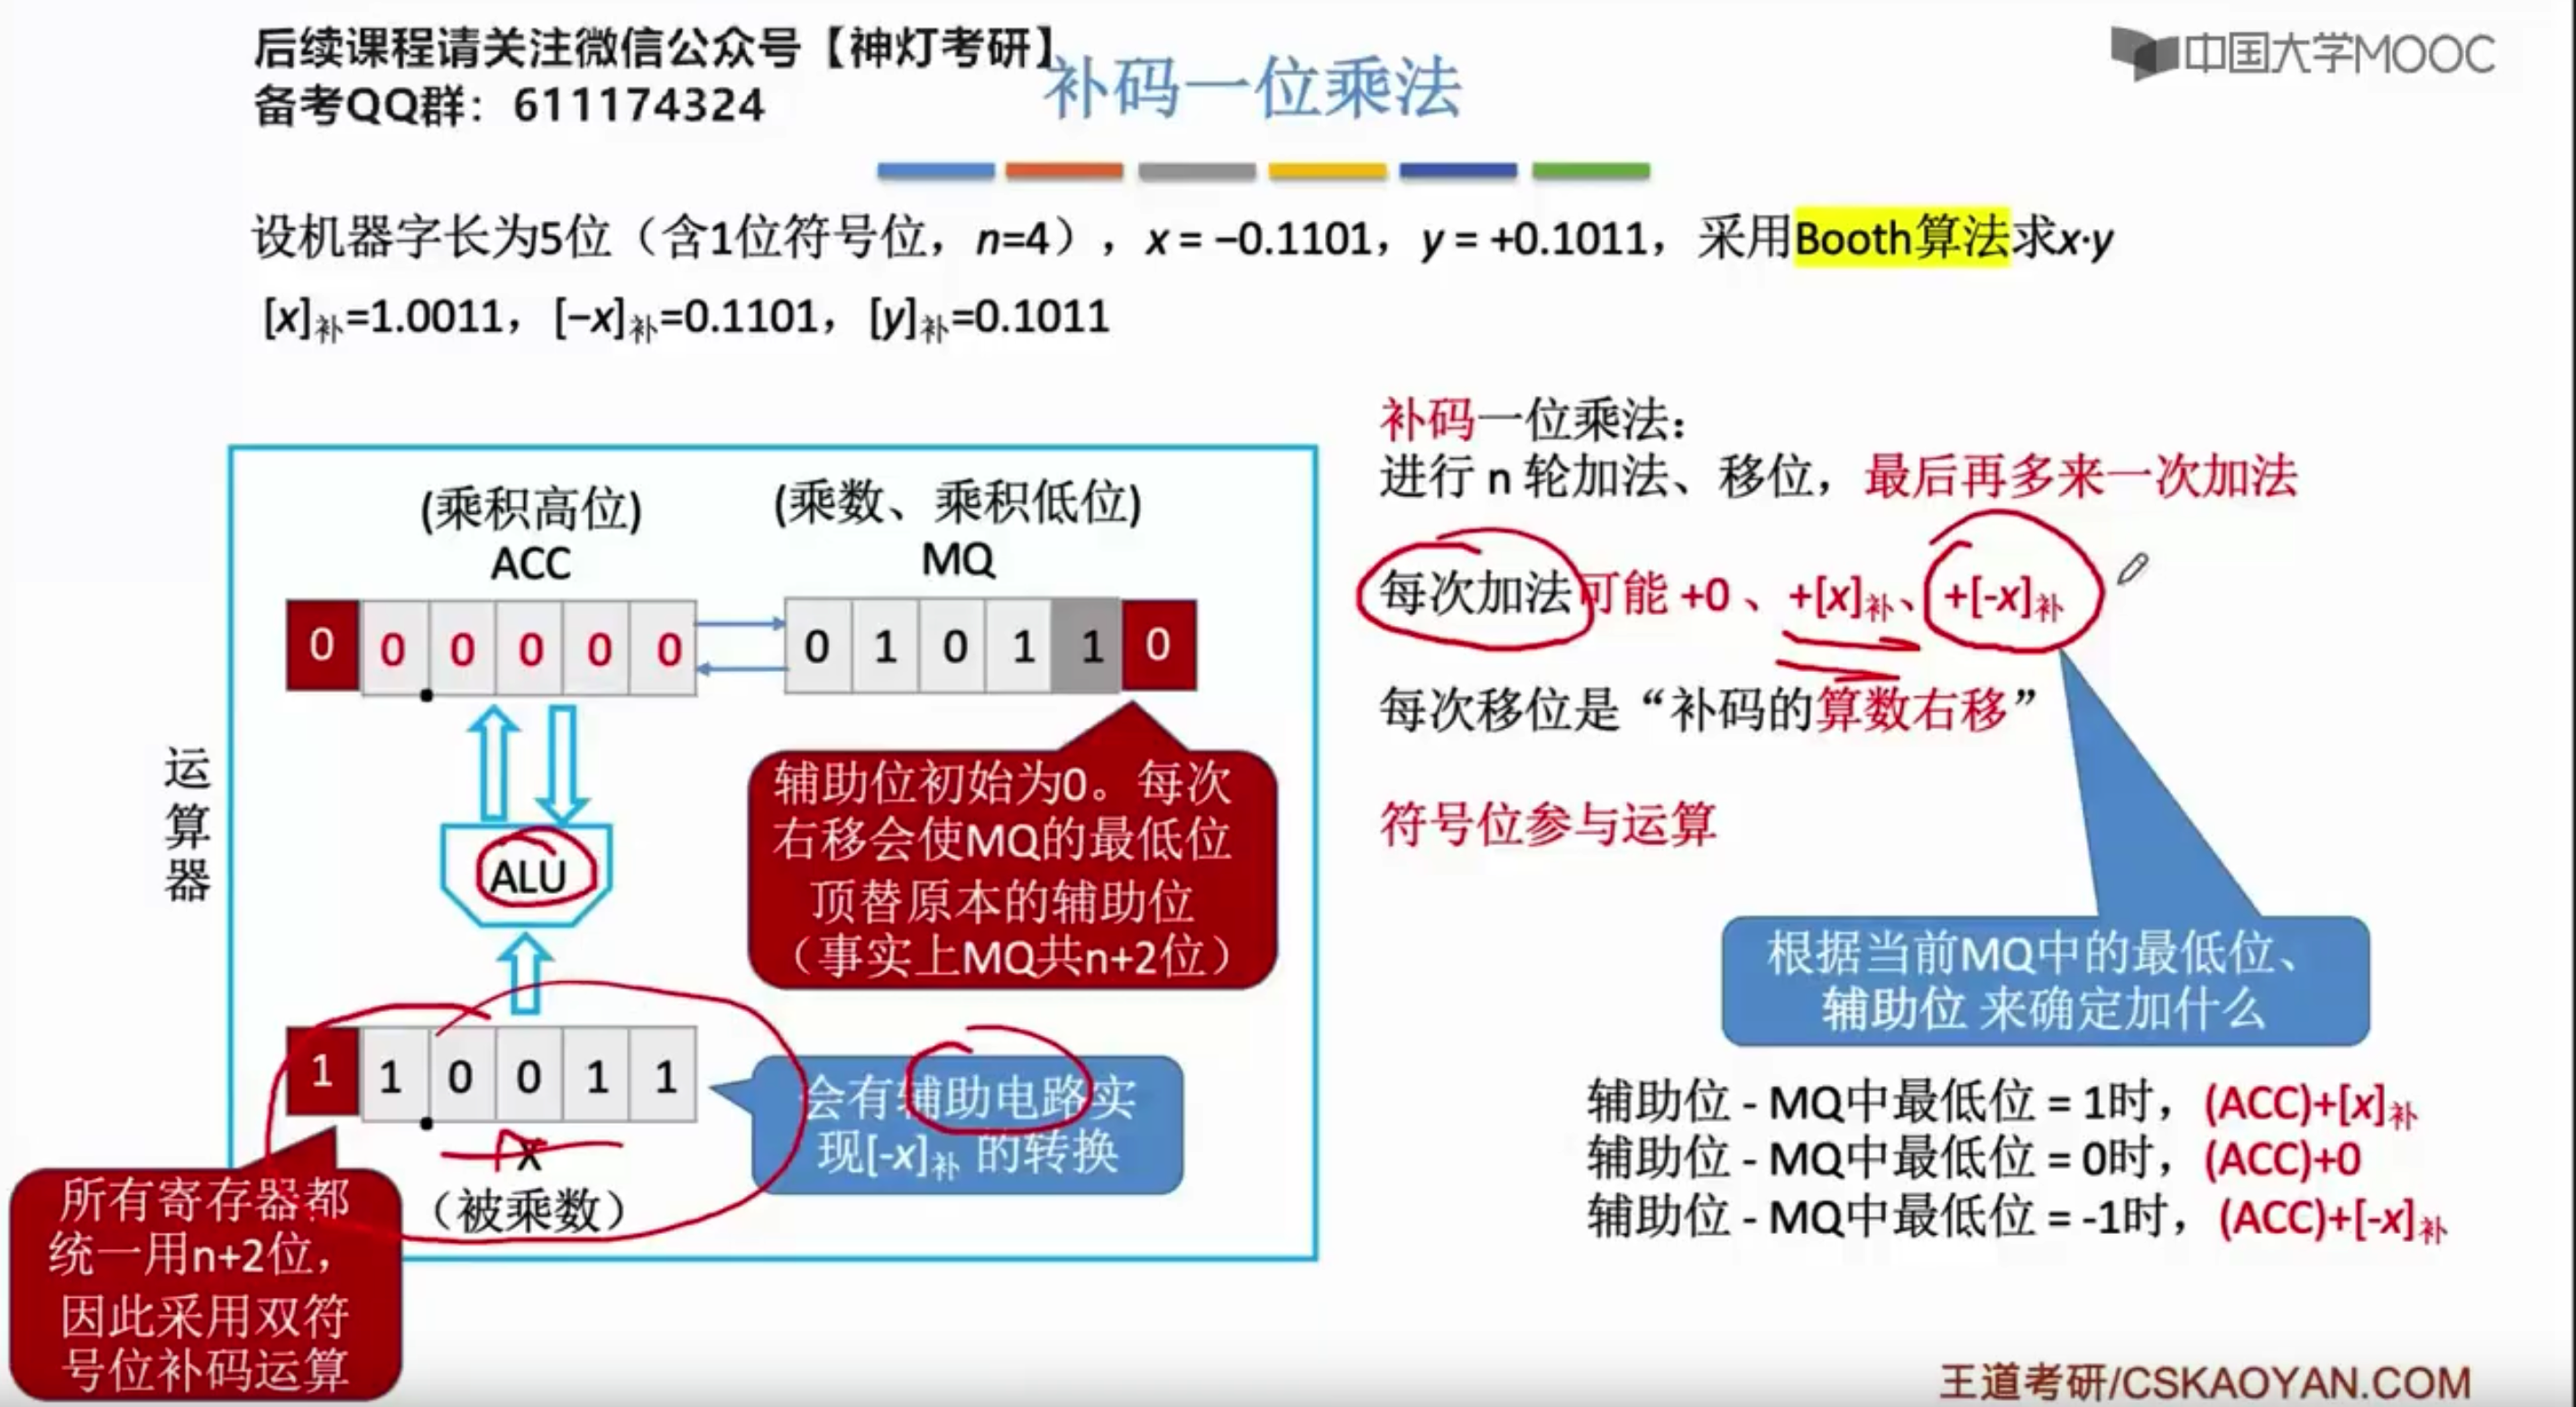 后续课程请关注微信公众号【神灯考研】
备考QQ群：611174324
中国大学MOOC
补码一位乘法
设机器字长为5位（含1位符号位，n=4），x = −0.1101，y = +0.1011，采用Booth算法求x·y
[x]补=1.0011，[−x]补=0.1101，[y]补=0.1011
运算器
(乘积高位)
ACC
(乘数、乘积低位)
MQ
0 0 0 0 0 0
0 1 0 1 1 0
ALU
辅助位初始为0。每次
右移会使MQ的最低位
顶替原本的辅助位
（事实上MQ共n+2位）
1 1 0 0 1 1
X
（被乘数）
会有辅助电路实
现[-x]补 的转换
所有寄存器都
统一用n+2位，
因此采用双符
号位补码运算
补码一位乘法：
进行 n 轮加法、移位，最后再多来一次加法
每次加法可能 +0 、+[x]补、+[-x]补
每次移位是“补码的算数右移”
符号位参与运算
根据当前MQ中的最低位、
辅助位 来确定加什么
辅助位 - MQ中最低位 = 1时，(ACC)+[x]补
辅助位 - MQ中最低位 = 0时，(ACC)+0
辅助位 - MQ中最低位 = -1时，(ACC)+[-x]补
王道考研/CSKAOYAN.COM